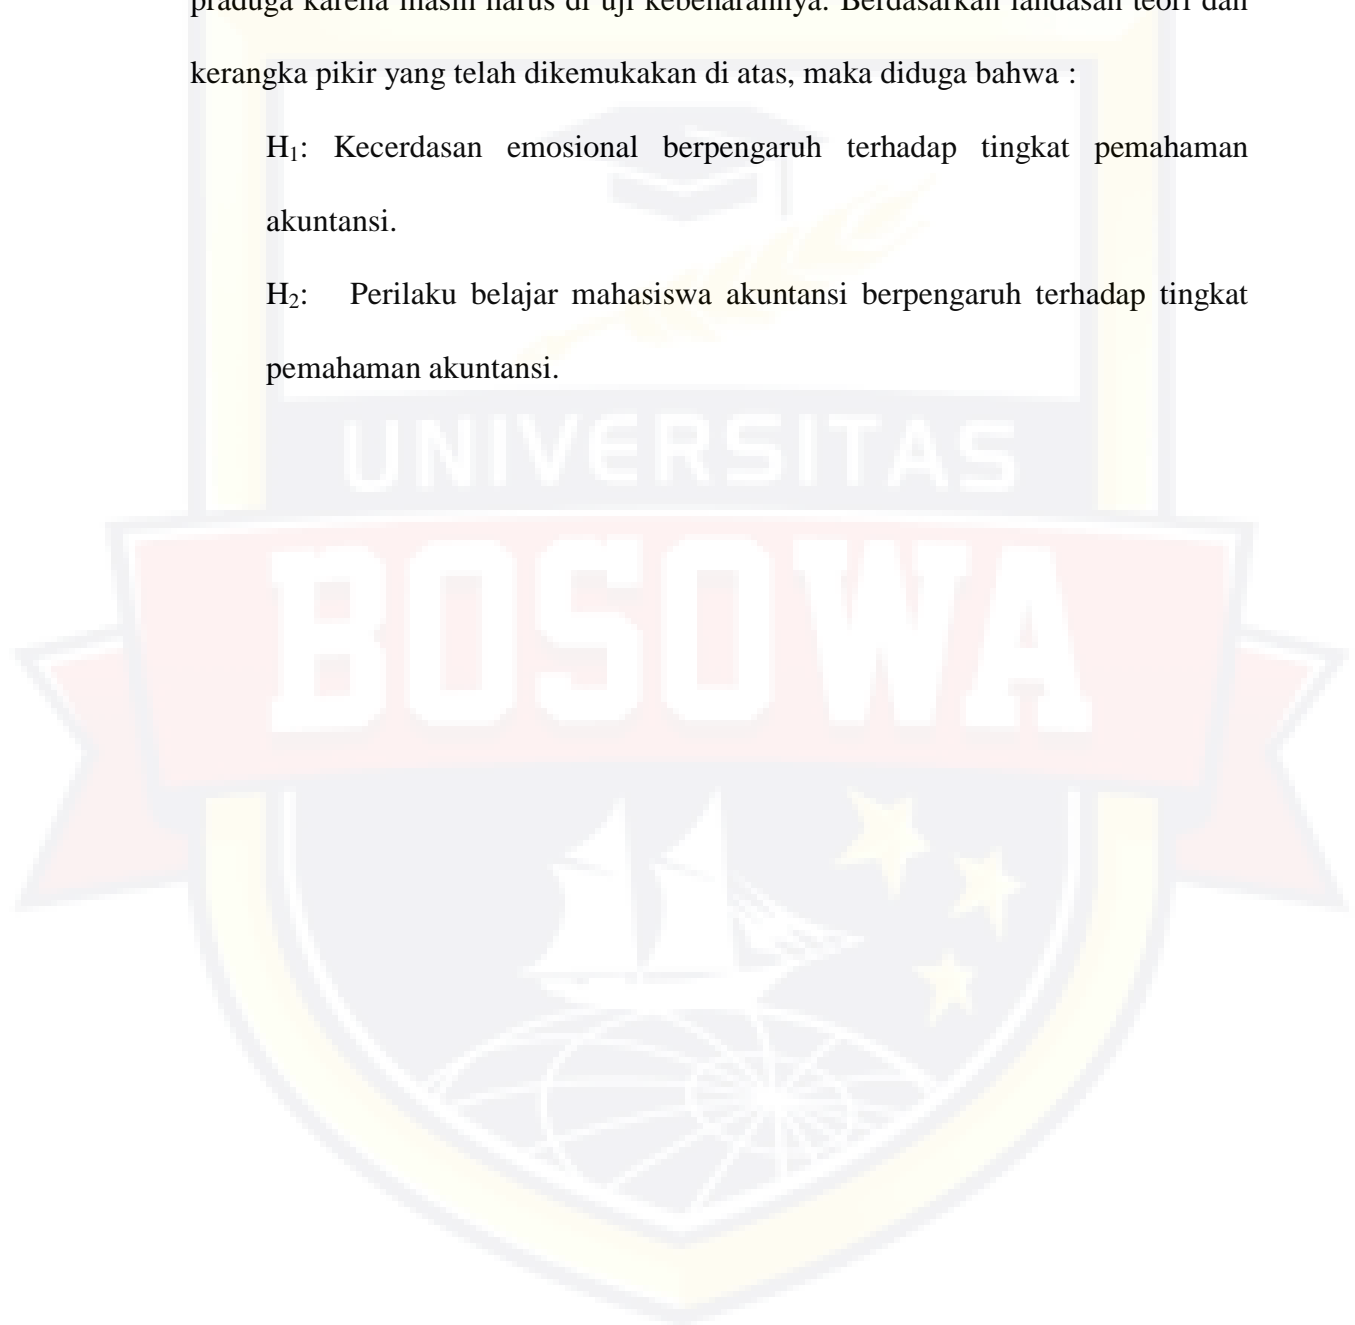 praduga karena masih harus di uji kebenarannya. Berdasarkan landasan teori dan
kerangka pikir yang telah dikemukakan di atas, maka diduga bahwa :
H₁: Kecerdasan emosional berpengaruh terhadap tingkat pemahaman
akuntansi.
H₂: Perilaku belajar mahasiswa akuntansi berpengaruh terhadap tingkat
pemahaman akuntansi.
UNIVERSITAS
BOSOWA